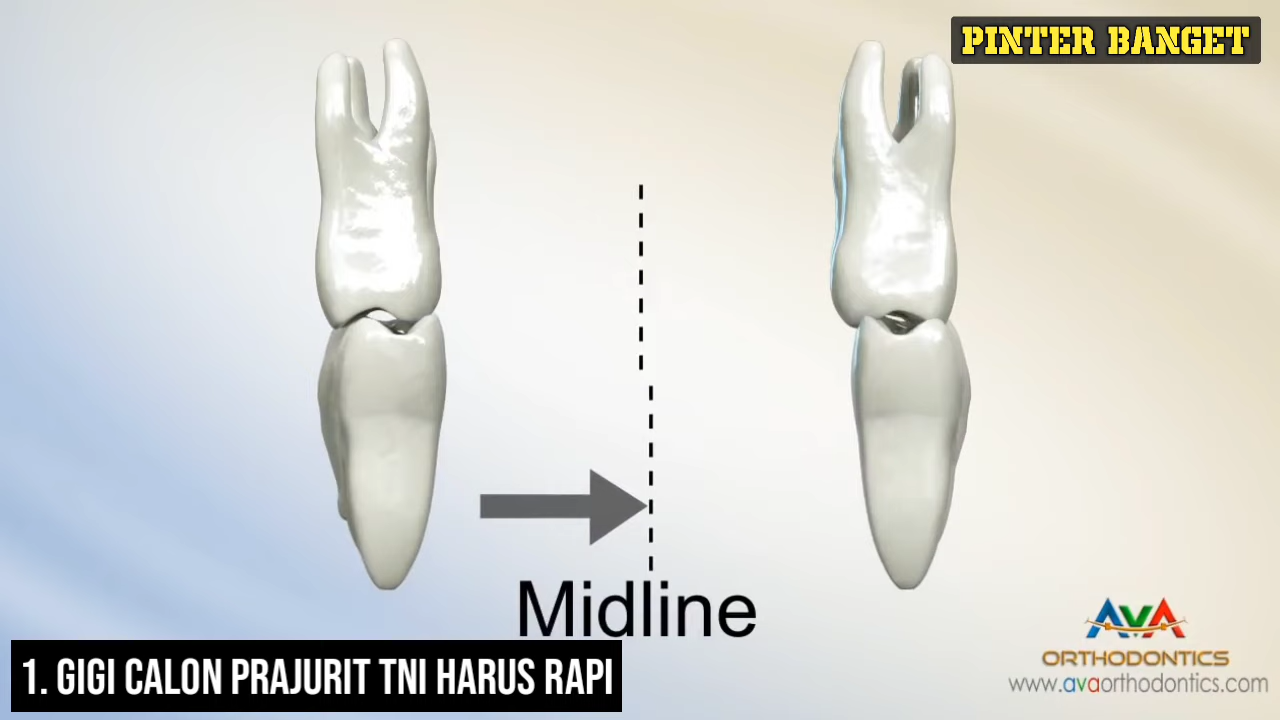 PINTER BANGET
Midline
AVA
ORTHODONTICS
www.avaorthodontics.com
1. GIGI CALON PRAJURIT TNI HARUS RAPI